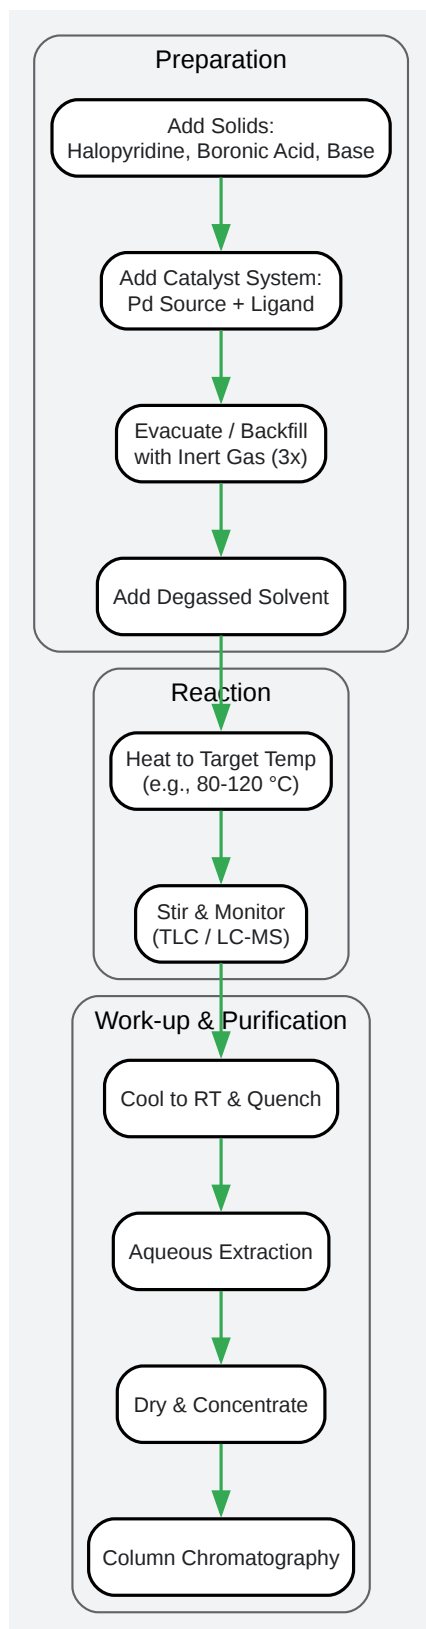 Preparation
Add Solids:
Halopyridine, Boronic Acid, Base
Add Catalyst System:
Pd Source + Ligand
Evacuate / Backfill
with Inert Gas (3x)
Add Degassed Solvent
Reaction
Heat to Target Temp
(e.g., 80-120 °C)
Stir & Monitor
(TLC / LC-MS)
Work-up & Purification
Cool to RT & Quench
Aqueous Extraction
Dry & Concentrate
Column Chromatography